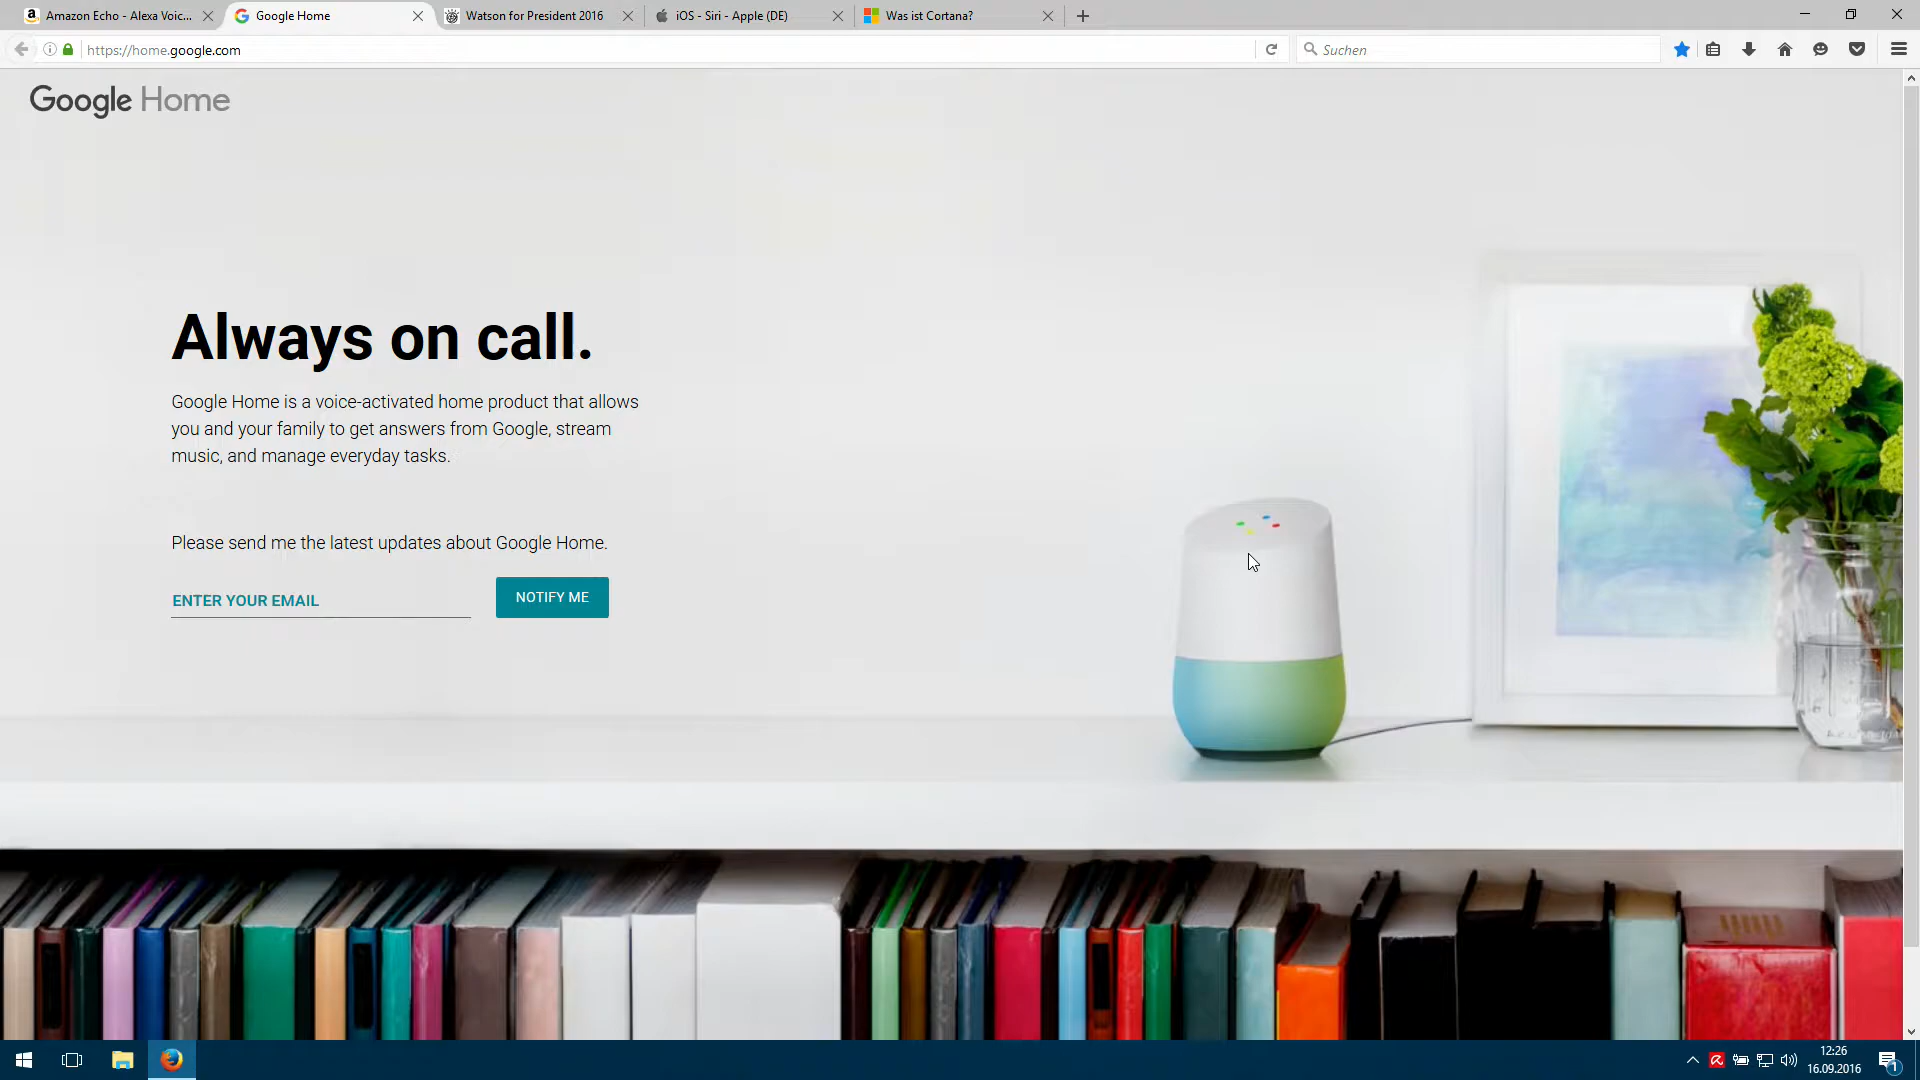 Amazon Echo - Alexa Voic...
Google Home
Watson for President 2016
iOS - Siri - Apple (DE)
Was ist Cortana?
https://home.google.com
Suchen
Google Home
Always on call.
Google Home is a voice-activated home product that allows
you and your family to get answers from Google, stream
music, and manage everyday tasks.
Please send me the latest updates about Google Home.
ENTER YOUR EMAIL
NOTIFY ME
12:26
16.09.2016
1